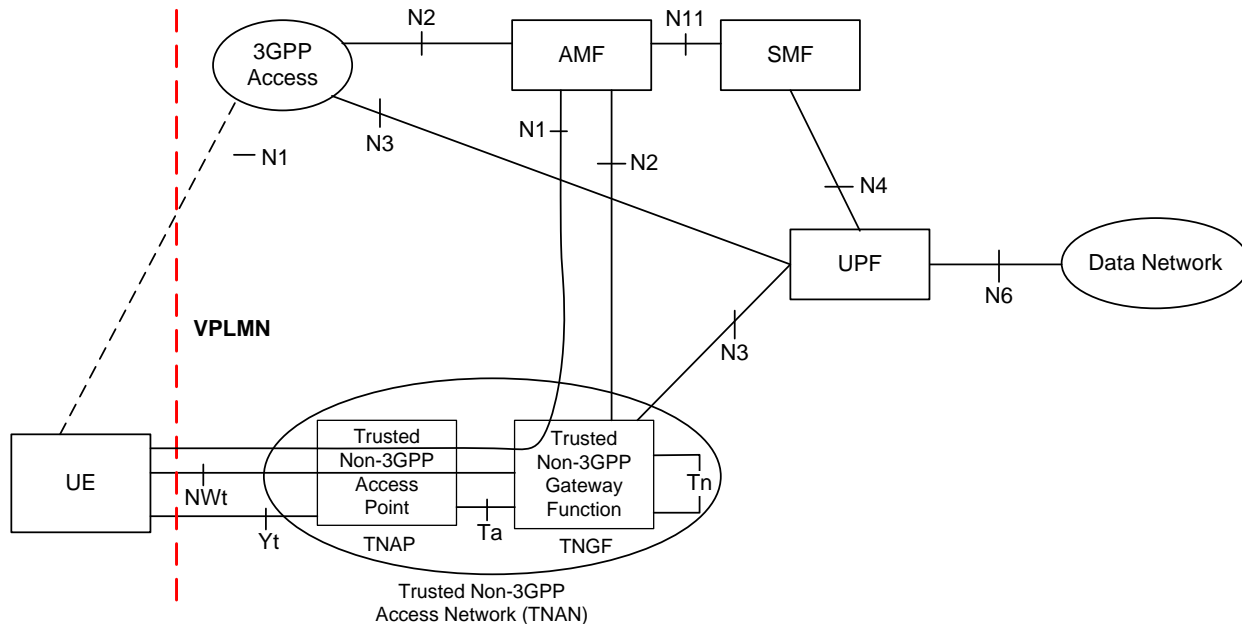 N2
N11
3GPP
Access
AMF
SMF
N3
N1
N2
N1
N4
UPF
Data Network
N6
N3
VPLMN
UE
NWt
Yt
Trusted
Non-3GPP
Access
Point
TNAP
Ta
Trusted
Non-3GPP
Gateway
Function
TNGF
Tn
Trusted Non-3GPP
Access Network (TNAN)